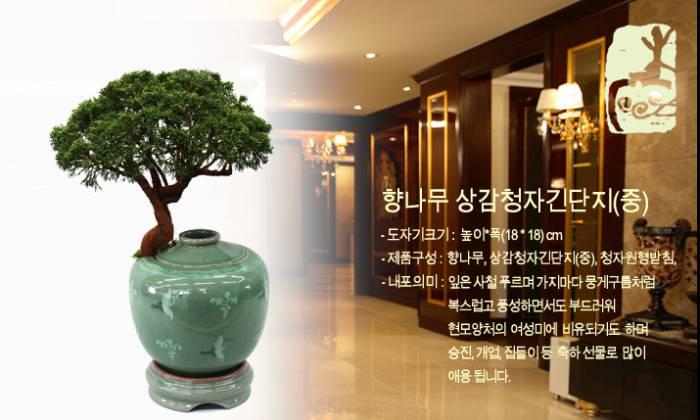 향나무 상감청자긴단지(중)
- 도자기크기 : 높이*폭(18 * 18) cm
- 제품구성 : 향나무, 상감청자긴단지(중), 청자원형받침,
- 내포의미 : 잎은 사철 푸르며 가지마다 뭉게구름처럼
복스럽고 풍성하면서도 부드러워
현모양처의 여성미에 비유되기도 하며
승진, 개업, 집들이 등 축하 선물로 많이
애용 됩니다.